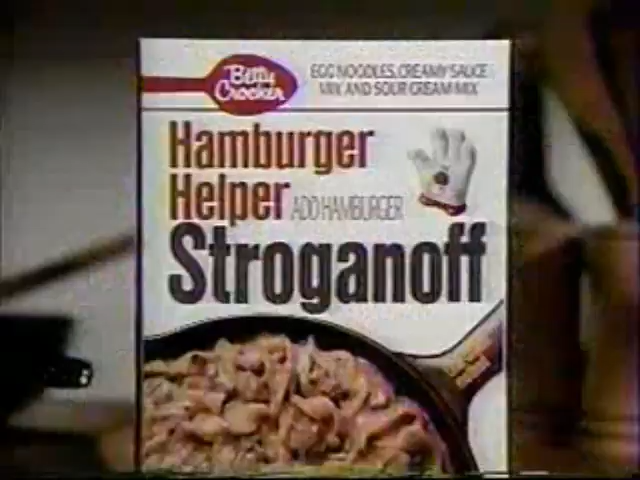 Betty
Crocker
EGG NOODLES, CREAMY SAUCE
MIX AND SOUR CREAM MIX
Hamburger
Helper
ADD HAMBURGER
Stroganoff